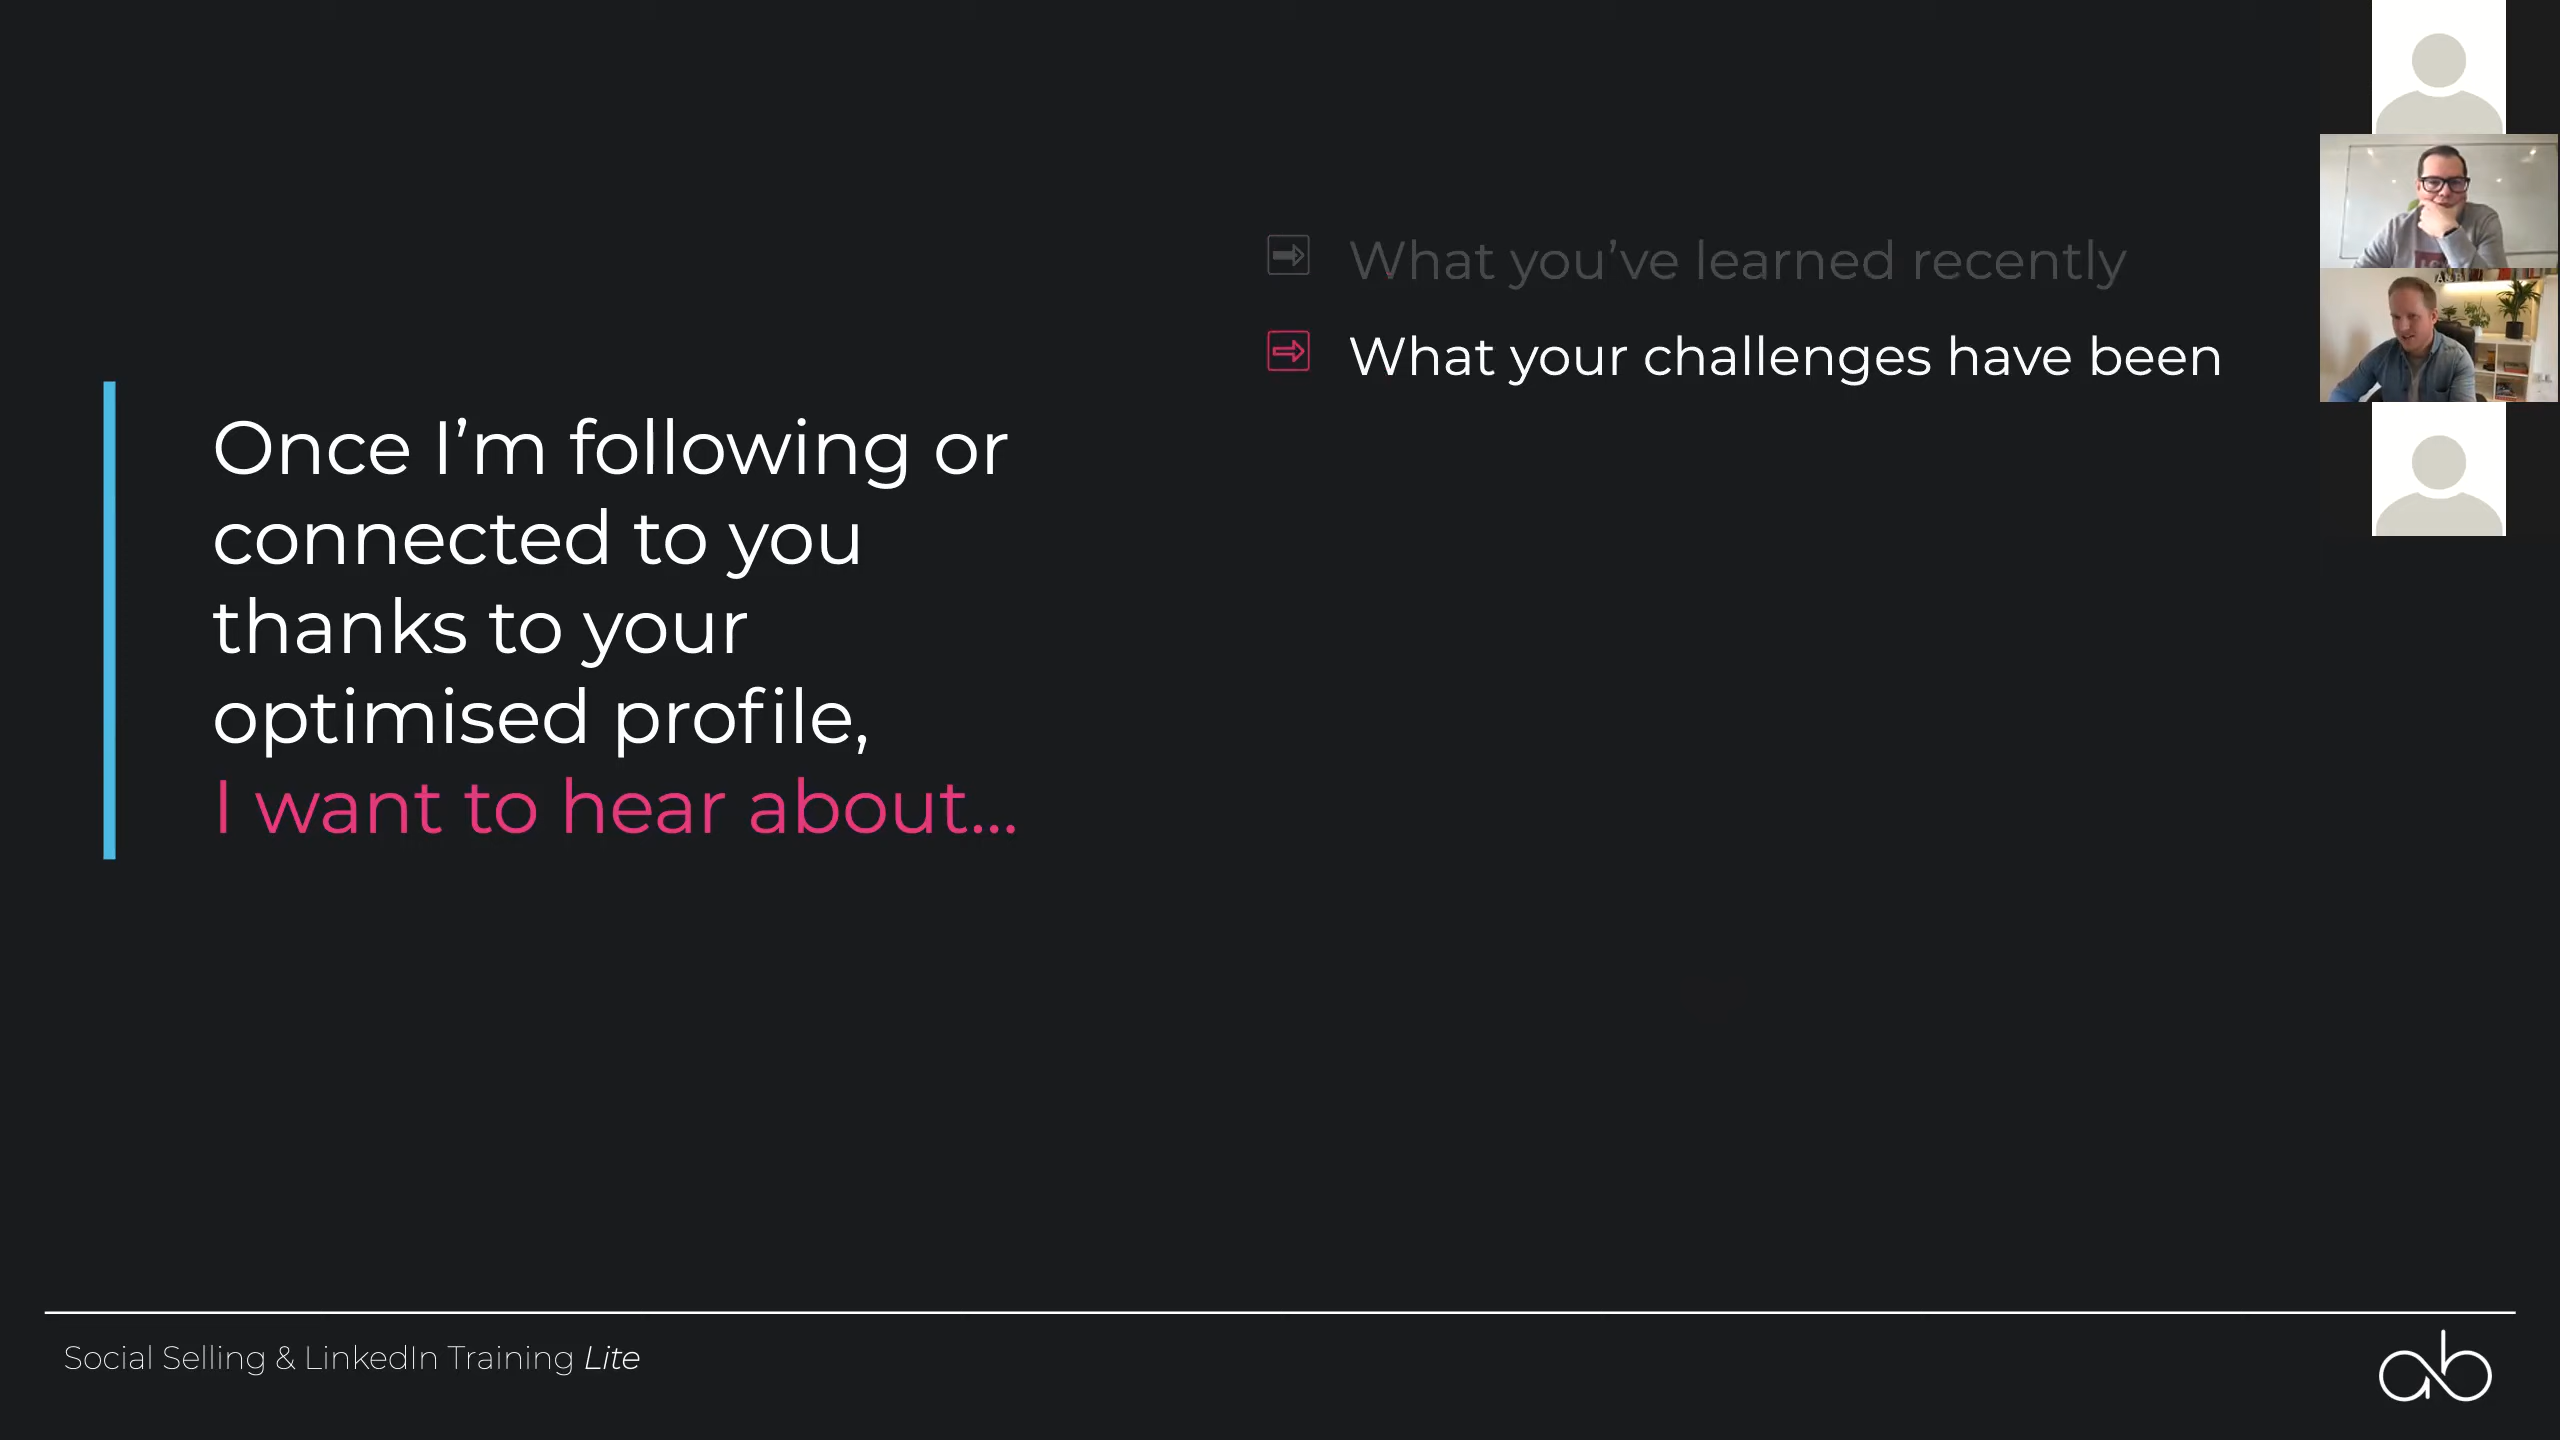 Once I’m following or
connected to you
thanks to your
optimised profile,
I want to hear about...
What you’ve learned recently
What your challenges have been
Social Selling & LinkedIn Training Lite
ab